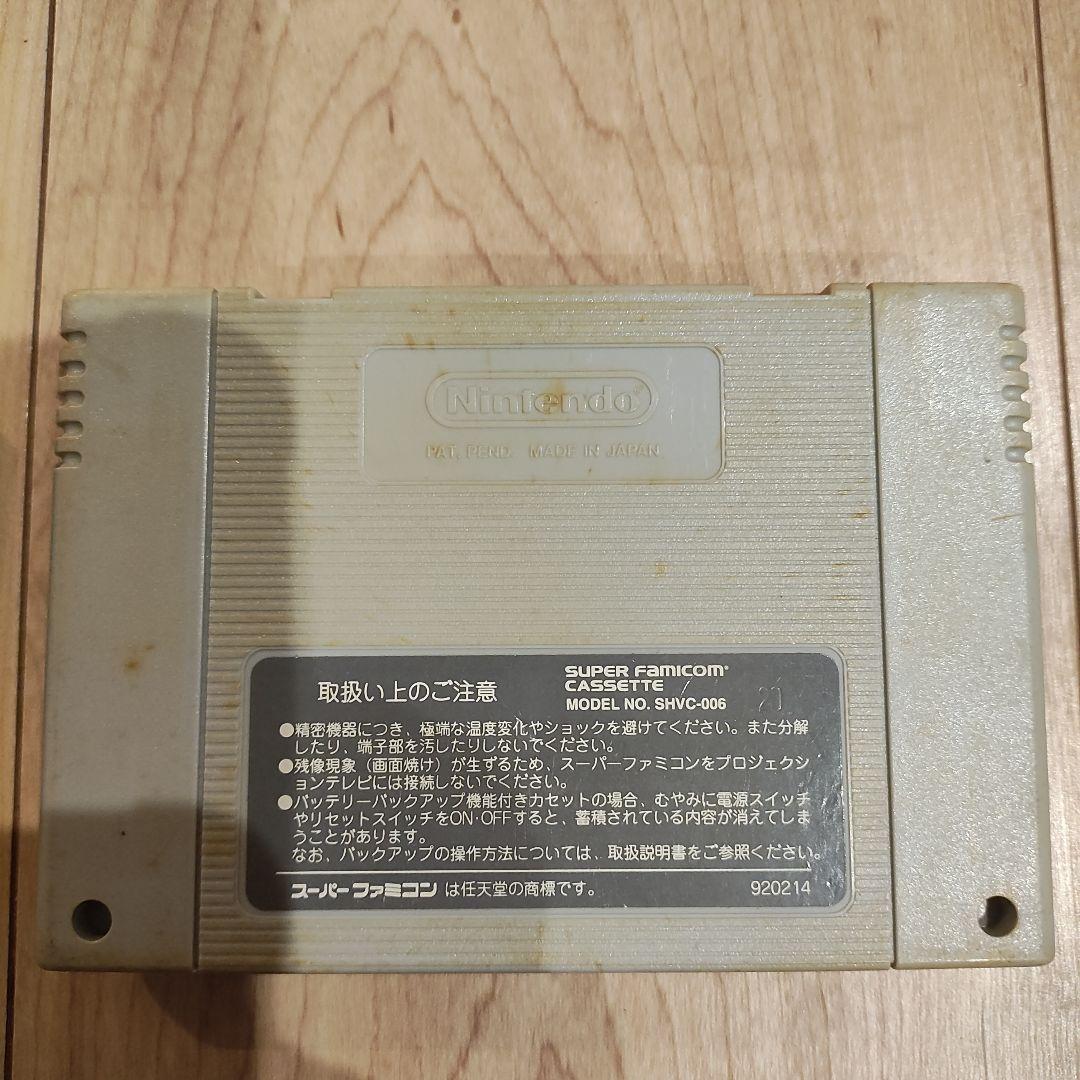 Nintendo®
PAT. PEND. MADE IN JAPAN
取扱い上のご注意
SUPER FAMICOM®
CASSETTE
MODEL NO. SHVC-006
●精密機器につき、極端な温度変化やショックを避けてください。また分解
したり、端子部を汚したりしないでください。
●残像現象（画面焼け）が生ずるため、スーパーファミコンをプロジェクシ
ョンテレビには接続しないでください。
●バッテリーバックアップ機能付きカセットの場合、むやみに電源スイッチ
やリセットスイッチをON・OFFすると、蓄積されている内容が消えてしま
うことがあります。
なお、バックアップの操作方法については、取扱説明書をご参照ください。
スーパーファミコン は任天堂の商標です。
920214